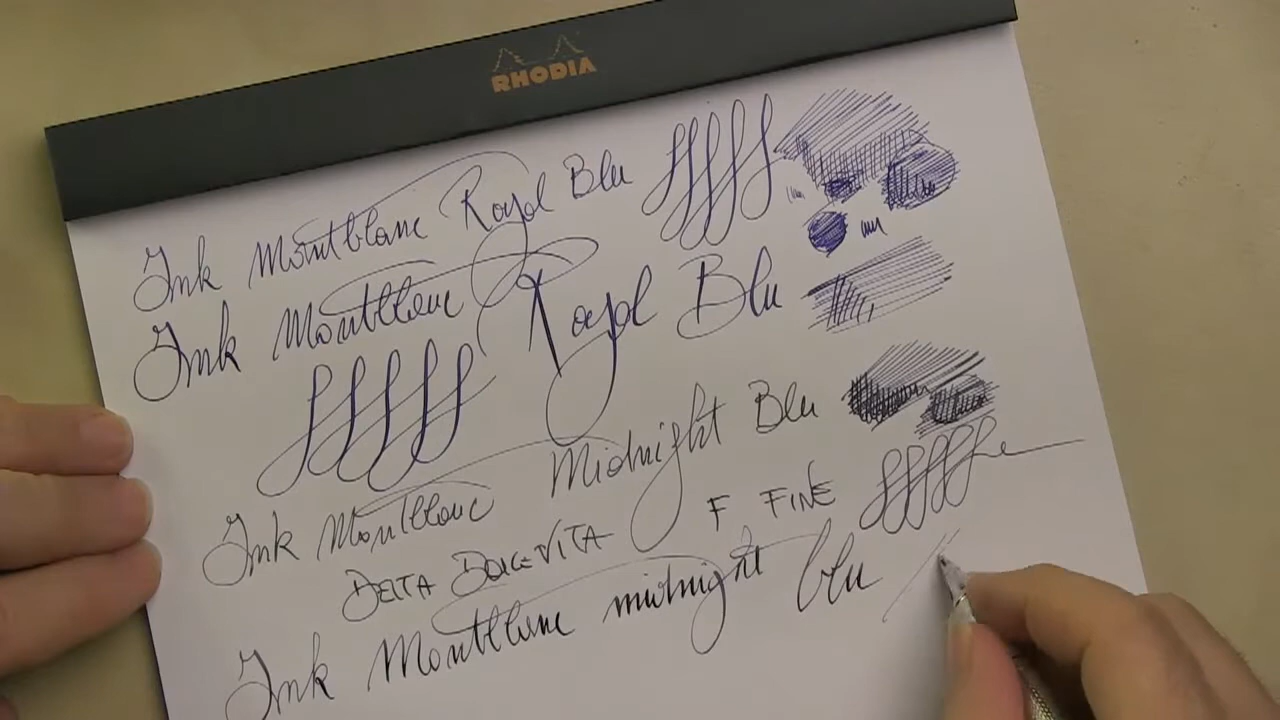 RHODIA
Ink Montblanc Royal Blu
Ink Montblanc Royal Blu
Ink Montblanc Midnight Blu
DELTA DOLCEVITA F FINE
Ink Montblanc midnight blu